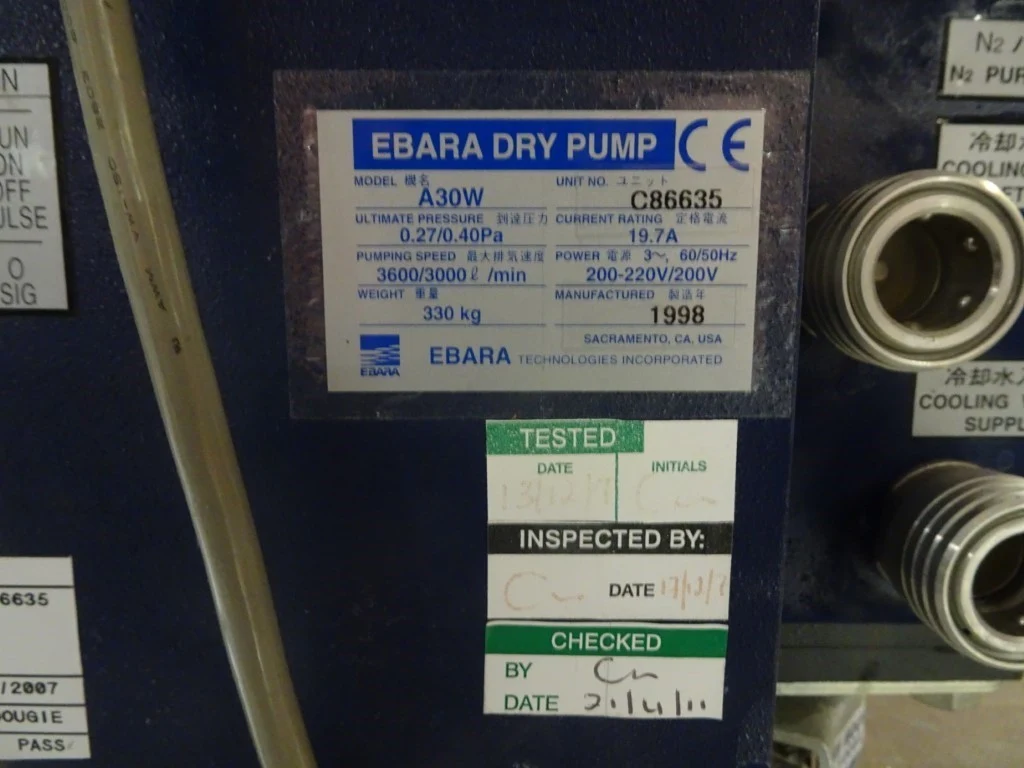 N
UN
ON
OFF
ULSE
O
SIG
EBARA DRY PUMP CE
MODEL 機名
A30W
UNIT NO. ユニット
C86635
ULTIMATE PRESSURE 到達圧力
0.27/0.40Pa
CURRENT RATING 定格電流
19.7A
PUMPING SPEED 最大排気速度
3600/3000ℓ/min
POWER 電源 3~, 60/50Hz
200-220V/200V
WEIGHT 重量
330 kg
MANUFACTURED 製造年
1998
SACRAMENTO, CA, USA
EBARA
EBARA TECHNOLOGIES INCORPORATED
N2 /
N2 PUR
冷却水
COOLING
ET
冷却水入
COOLING W
SUPPL
TESTED
DATE INITIALS
INSPECTED BY:
DATE
CHECKED
BY
DATE
6635
/2007
OUGIE
PASS